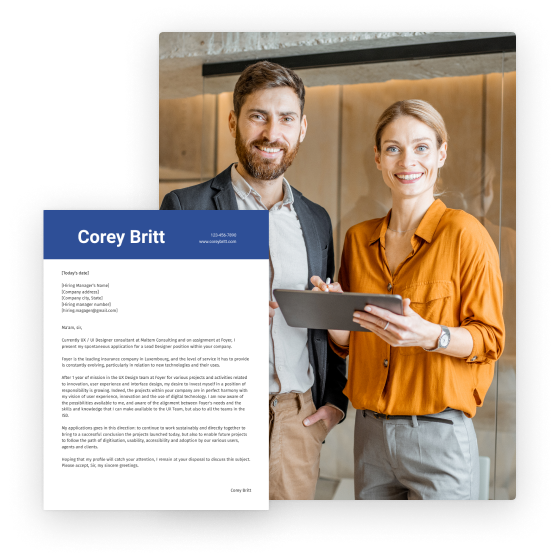 Corey Britt
123-456-7890
www.coreybritt.com
[Today's date]
[Hiring Manager's Name]
[Company address]
[Company city, State]
[Hiring manager number]
[hiring.magager@gmail.com]
Ma'am, Sir,
Currently UX / UI Designer consultant at Meltom Consulting and on assignment at Foyer, I
present my spontaneous application for a Lead Designer position within your company.
Foyer is the leading insurance company in Luxembourg, and the level of service it has to provide
is constantly evolving, particularly in relation to new technologies and their uses.
After 1 year of mission in the UX Design team at Foyer for various projects and activities related
to innovation, user experience and interface design, my desire to invest myself in a position of
responsibility is growing. Indeed, the projects within your company are in perfect harmony with
my vision of user experience, innovation and the use of digital technology. I am now aware of
the possibilities available to me, and aware of the alignment between Foyer's needs and the
skills and knowledge that I can make available to the UX Team, but also to all the teams in the
ISD.
My applications goes in this direction: to continue to work sustainably and directly together to
bring to a successful conclusion the projects launched today, but also to enable future projects
to follow the path of digitisation, usability, accessibility and adoption by our various users,
agents and clients.
Hoping that my profile will catch your attention, I remain at your disposal to discuss this subject.
Please accept, Sir, my sincere greetings.
Corey Britt